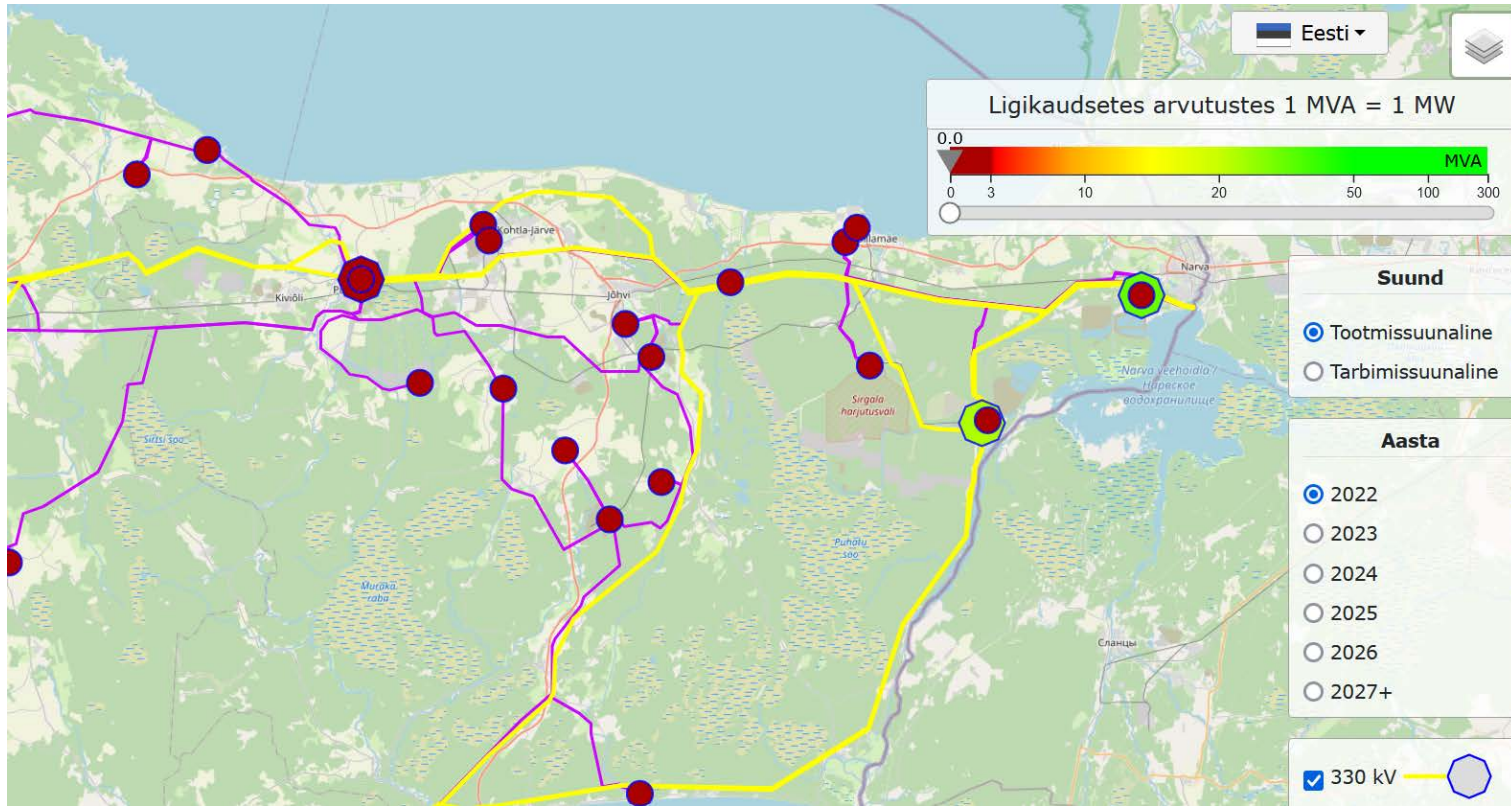 Eesti
Ligikaudsetes arvutustes 1 MVA = 1 MW
0.0
MVA
0 3 10 20 50 100 300
Suund
Tootmissuunaline
Tarbimissuunaline
Aasta
2022
2023
2024
2025
2026
2027+
330 kV
Kohtla-Järve
Narva
Kiviõli
Jõhvi
Narva veehoidla /
Нарвское
водохранилище
Sirgala
harjutusväli
Sirtsi soo
Puhatu
soo
Muraka
raba
Сланцы